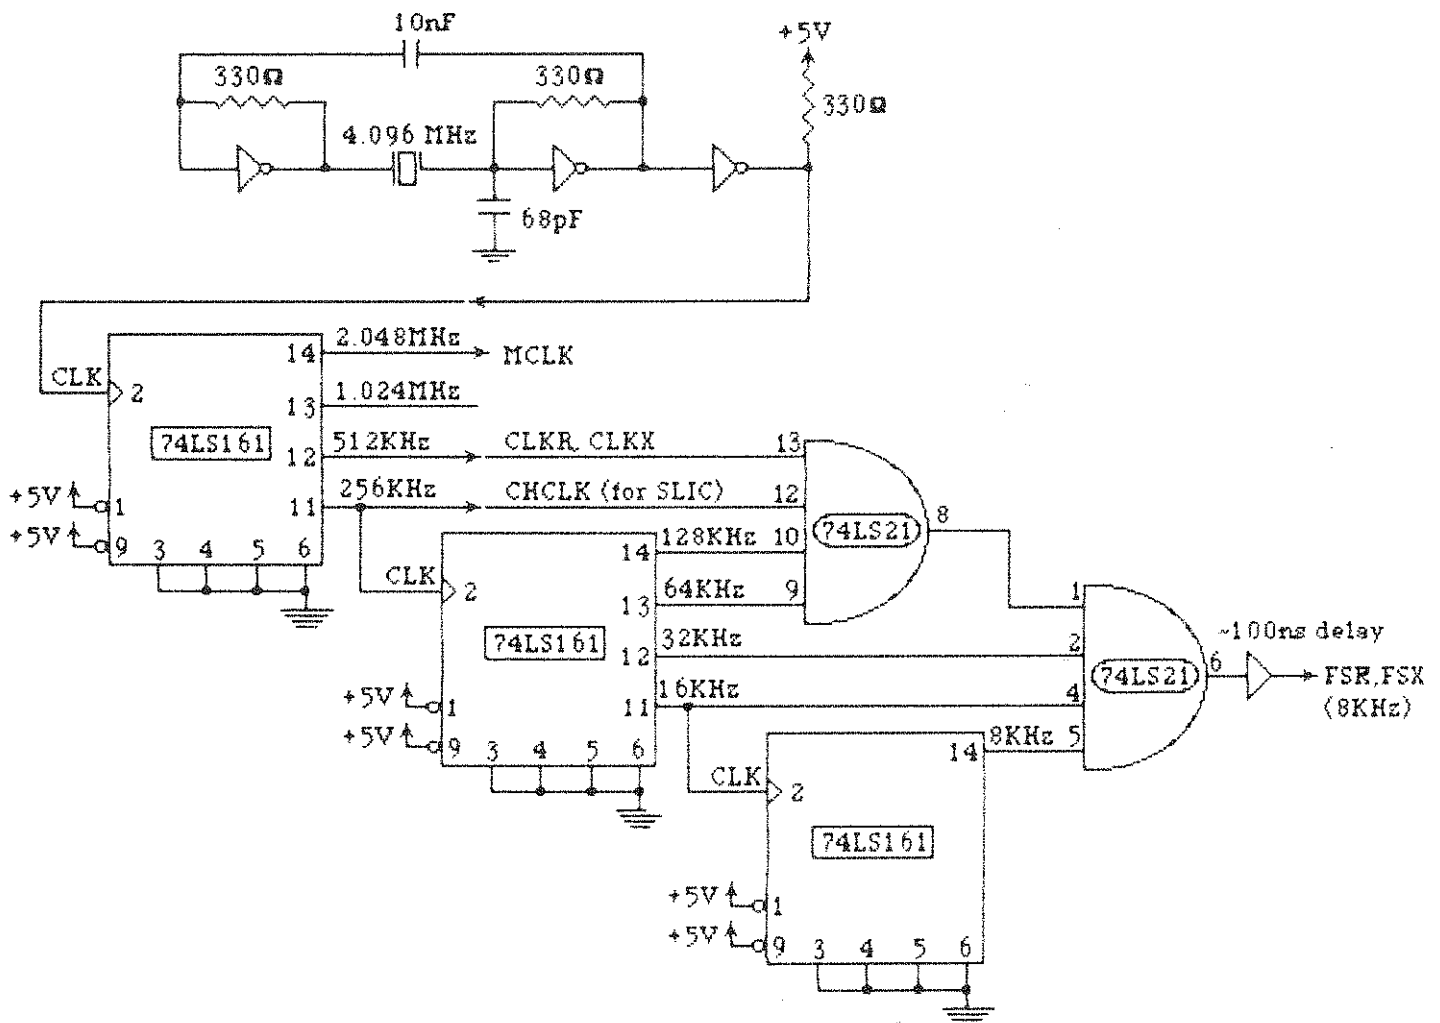 10nF
+5V
330Ω
330Ω
330Ω
4.096 MHz
68pF
2.048MHz
14
MCLK
CLK
2
1.024MHz
13
74LS161
512KHz
CLKR, CLKX
13
12
256KHz
CHCLK (for SLIC)
12
+5V
1
11
8
74LS21
+5V
9
3
4
5
6
14
128KHz
10
CLK
2
64KHz
9
13
1
74LS161
32KHz
2
~100ns delay
12
6
74LS21
FSR,FSX
(8KHz)
16KHz
4
+5V
1
11
+5V
9
3
4
5
6
8KHz
5
14
CLK
2
74LS161
+5V
1
+5V
9
3
4
5
6